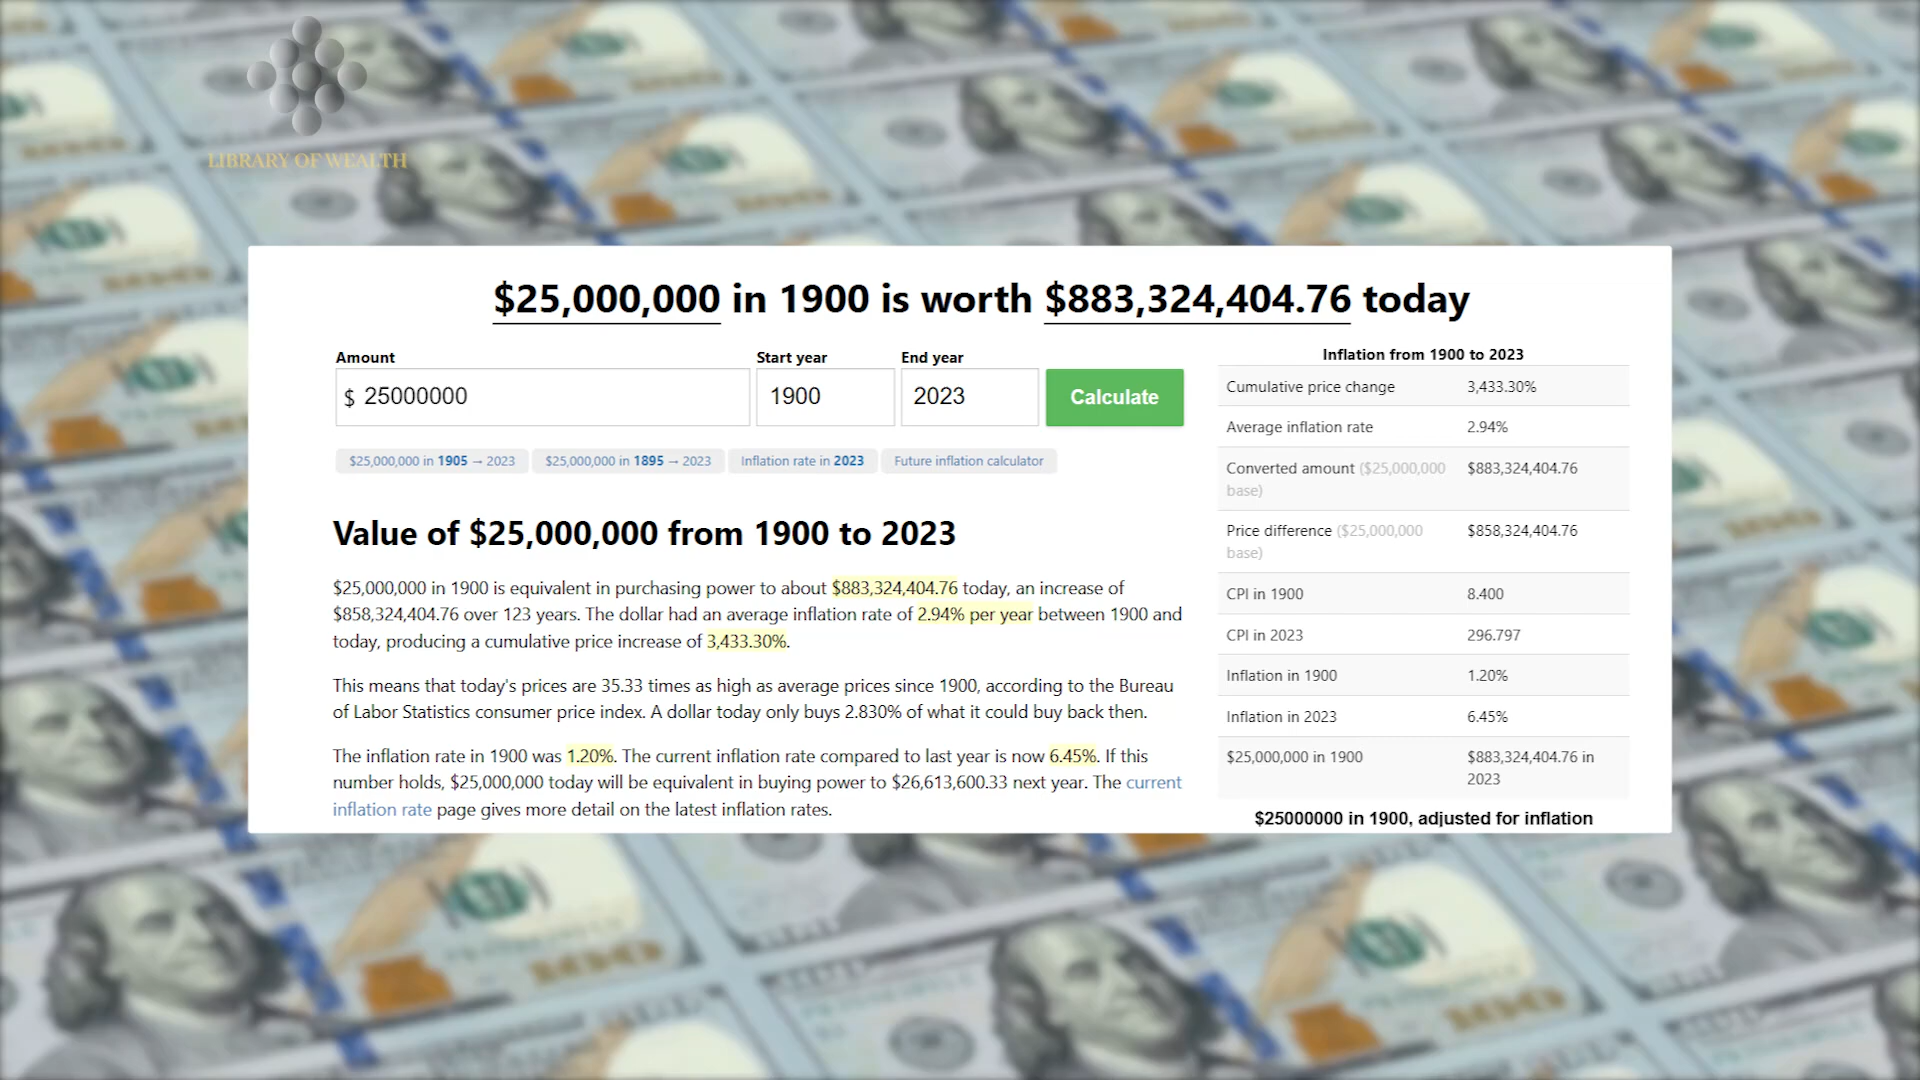 LIBRARY OF WEALTH
$25,000,000 in 1900 is worth $883,324,404.76 today
Amount
Start year
End year
$ 25000000
1900
2023
Calculate
$25,000,000 in 1905 → 2023
$25,000,000 in 1895 → 2023
Inflation rate in 2023
Future inflation calculator
Value of $25,000,000 from 1900 to 2023
$25,000,000 in 1900 is equivalent in purchasing power to about $883,324,404.76 today, an increase of
$858,324,404.76 over 123 years. The dollar had an average inflation rate of 2.94% per year between 1900 and
today, producing a cumulative price increase of 3,433.30%.
This means that today's prices are 35.33 times as high as average prices since 1900, according to the Bureau
of Labor Statistics consumer price index. A dollar today only buys 2.830% of what it could buy back then.
The inflation rate in 1900 was 1.20%. The current inflation rate compared to last year is now 6.45%. If this
number holds, $25,000,000 today will be equivalent in buying power to $26,613,600.33 next year. The current
inflation rate page gives more detail on the latest inflation rates.
Inflation from 1900 to 2023
Cumulative price change 3,433.30%
Average inflation rate 2.94%
Converted amount ($25,000,000 $883,324,404.76
base)
Price difference ($25,000,000 $858,324,404.76
base)
CPI in 1900 8.400
CPI in 2023 296.797
Inflation in 1900 1.20%
Inflation in 2023 6.45%
$25,000,000 in 1900 $883,324,404.76 in
2023
$25000000 in 1900, adjusted for inflation